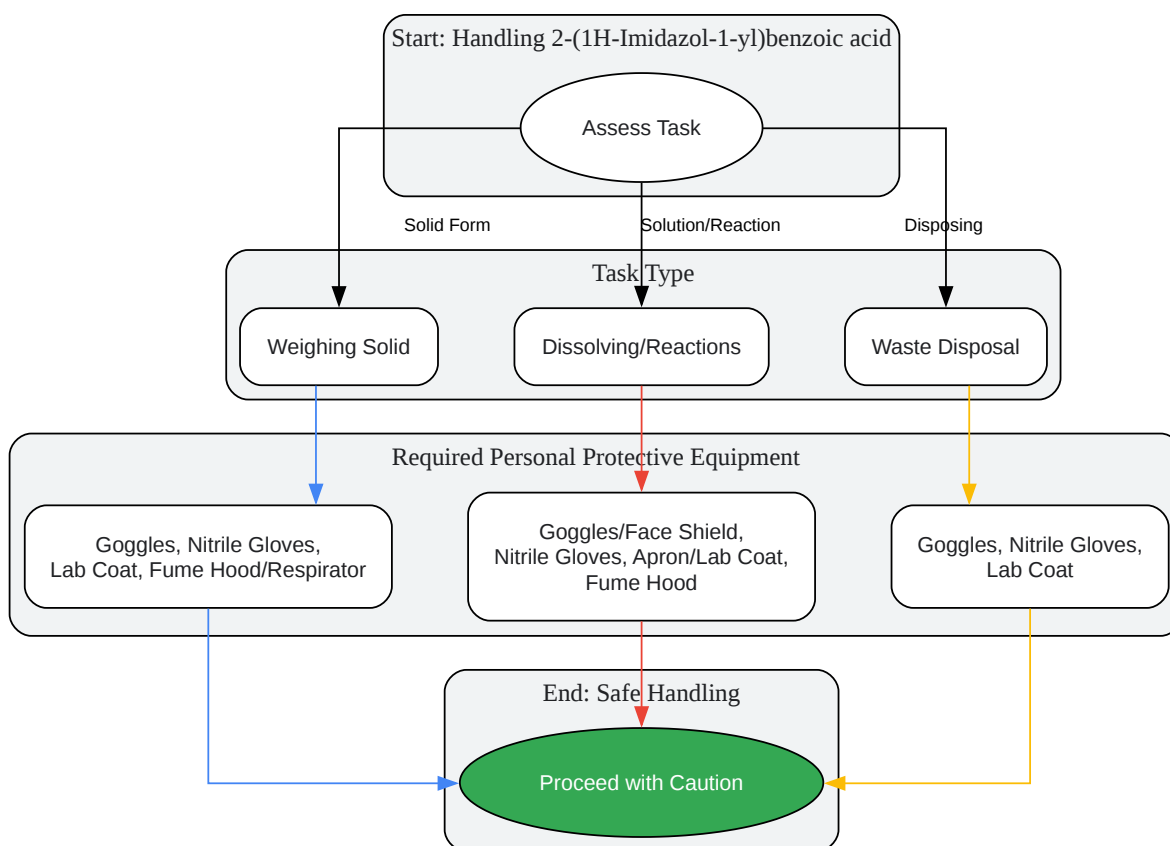 Start: Handling 2-(1H-Imidazol-1-yl)benzoic acid
Assess Task
Solid Form
Solution/Reaction
Disposing
Task Type
Weighing Solid
Dissolving/Reactions
Waste Disposal
Required Personal Protective Equipment
Goggles, Nitrile Gloves,
Lab Coat, Fume Hood/Respirator
Goggles/Face Shield,
Nitrile Gloves, Apron/Lab Coat,
Fume Hood
Goggles, Nitrile Gloves,
Lab Coat
End: Safe Handling
Proceed with Caution